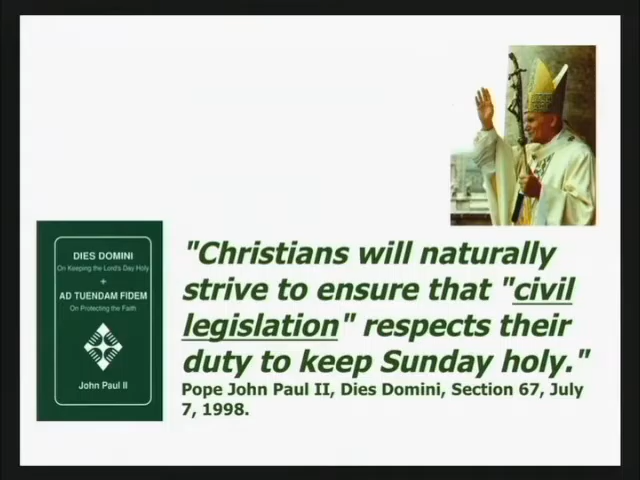 DIES DOMINI
On Keeping the Lord's Day Holy
+
AD TUENDAM FIDEM
On Protecting the Faith
John Paul II
"Christians will naturally
strive to ensure that "civil
legislation" respects their
duty to keep Sunday holy."
Pope John Paul II, Dies Domini, Section 67, July
7, 1998.